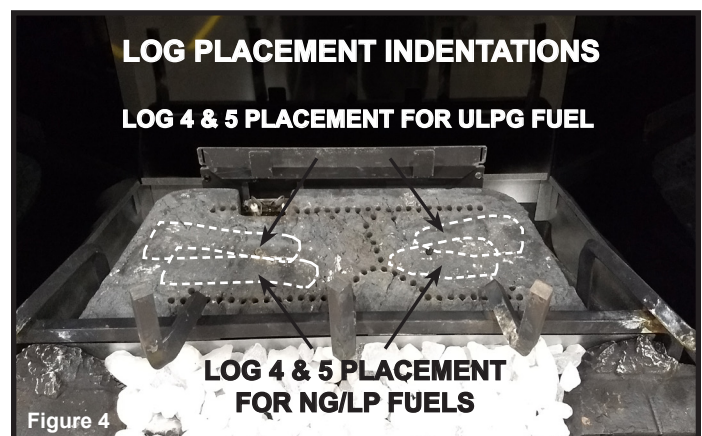 LOG PLACEMENT INDENTATIONS
LOG 4 & 5 PLACEMENT FOR ULPG FUEL
LOG 4 & 5 PLACEMENT
FOR NG/LP FUELS
Figure 4